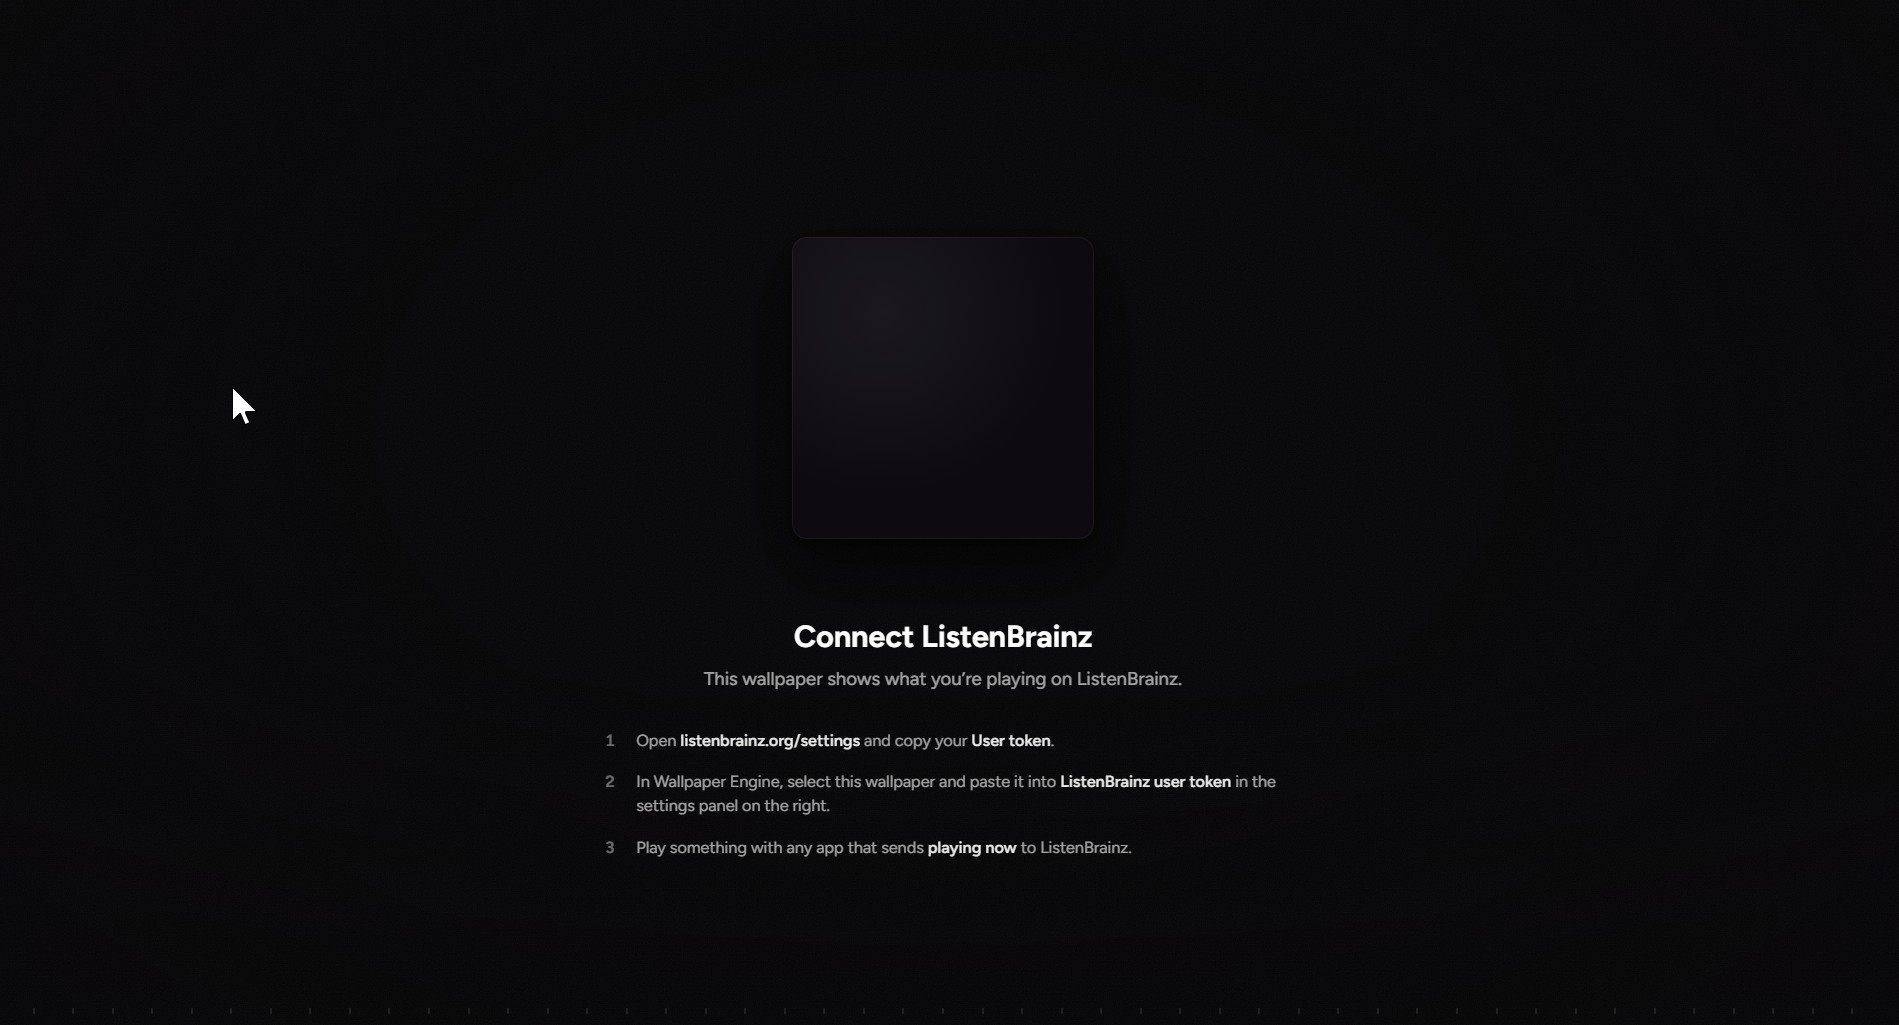 Connect ListenBrainz
This wallpaper shows what you’re playing on ListenBrainz.
1 Open listenbrainz.org/settings and copy your User token.
2 In Wallpaper Engine, select this wallpaper and paste it into ListenBrainz user token in the
settings panel on the right.
3 Play something with any app that sends playing now to ListenBrainz.